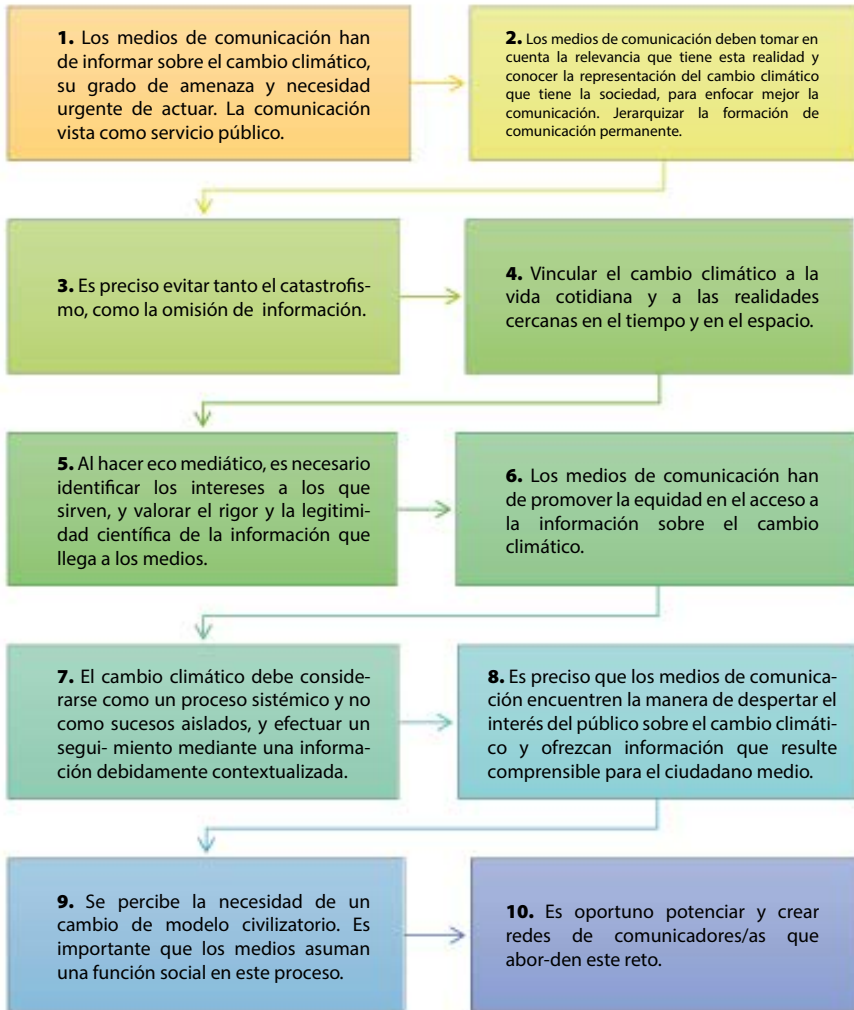 1. Los medios de comunicación han
de informar sobre el cambio climático,
su grado de amenaza y necesidad
urgente de actuar. La comunicación
vista como servicio público.
2. Los medios de comunicación deben tomar en
cuenta la relevancia que tiene esta realidad y
conocer la representación del cambio climático
que tiene la sociedad, para enfocar mejor la
comunicación. Jerarquizar la formación de
comunicación permanente.
3. Es preciso evitar tanto el catastrofis-
mo, como la omisión de información.
4. Vincular el cambio climático a la
vida cotidiana y a las realidades
cercanas en el tiempo y en el espacio.
5. Al hacer eco mediático, es necesario
identificar los intereses a los que
sirven, y valorar el rigor y la legitimi-
dad científica de la información que
llega a los medios.
6. Los medios de comunicación han
de promover la equidad en el acceso a
la información sobre el cambio
climático.
7. El cambio climático debe conside-
rarse como un proceso sistémico y no
como sucesos aislados, y efectuar un
segui- miento mediante una informa-
ción debidamente contextualizada.
8. Es preciso que los medios de comunica-
ción encuentren la manera de despertar el
interés del público sobre el cambio climáti-
co y ofrezcan información que resulte
comprensible para el ciudadano medio.
9. Se percibe la necesidad de un
cambio de modelo civilizatorio. Es
importante que los medios asuman
una función social en este proceso.
10. Es oportuno potenciar y crear
redes de comunicadores/as que
abor-den este reto.